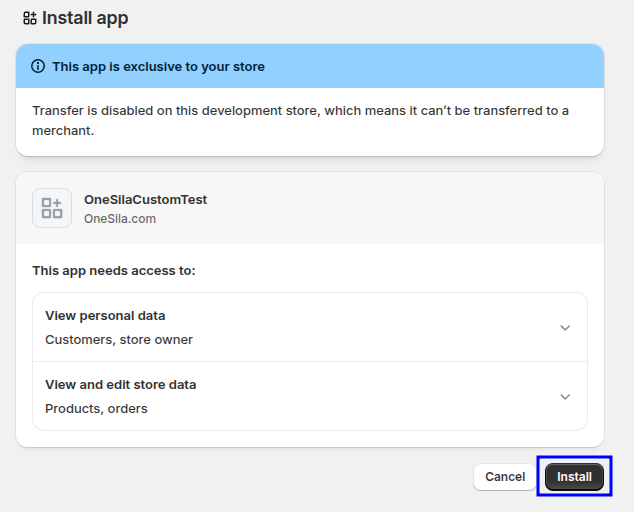 Install app
This app is exclusive to your store
Transfer is disabled on this development store, which means it can’t be transferred to a
merchant.
OneSilaCustomTest
OneSila.com
This app needs access to:
View personal data
Customers, store owner
View and edit store data
Products, orders
Cancel
Install